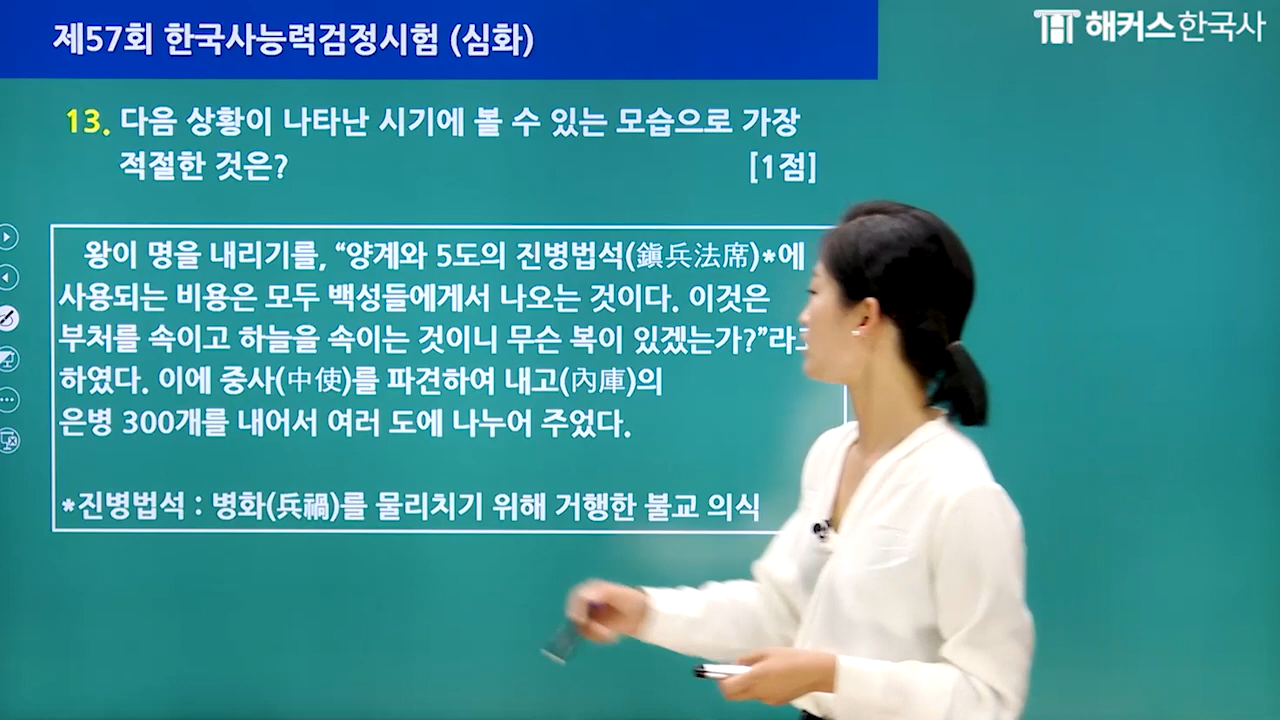 제57회 한국사능력검정시험 (심화)
해커스한국사
13. 다음 상황이 나타난 시기에 볼 수 있는 모습으로 가장
적절한 것은? [1점]
왕이 명을 내리기를, “양계와 5도의 진병법석(鎭兵法席)*에
사용되는 비용은 모두 백성들에게서 나오는 것이다. 이것은
부처를 속이고 하늘을 속이는 것이니 무슨 복이 있겠는가?”라고
하였다. 이에 중사(中使)를 파견하여 내고(內庫)의
은병 300개를 내어서 여러 도에 나누어 주었다.
*진병법석 : 병화(兵禍)를 물리치기 위해 거행한 불교 의식